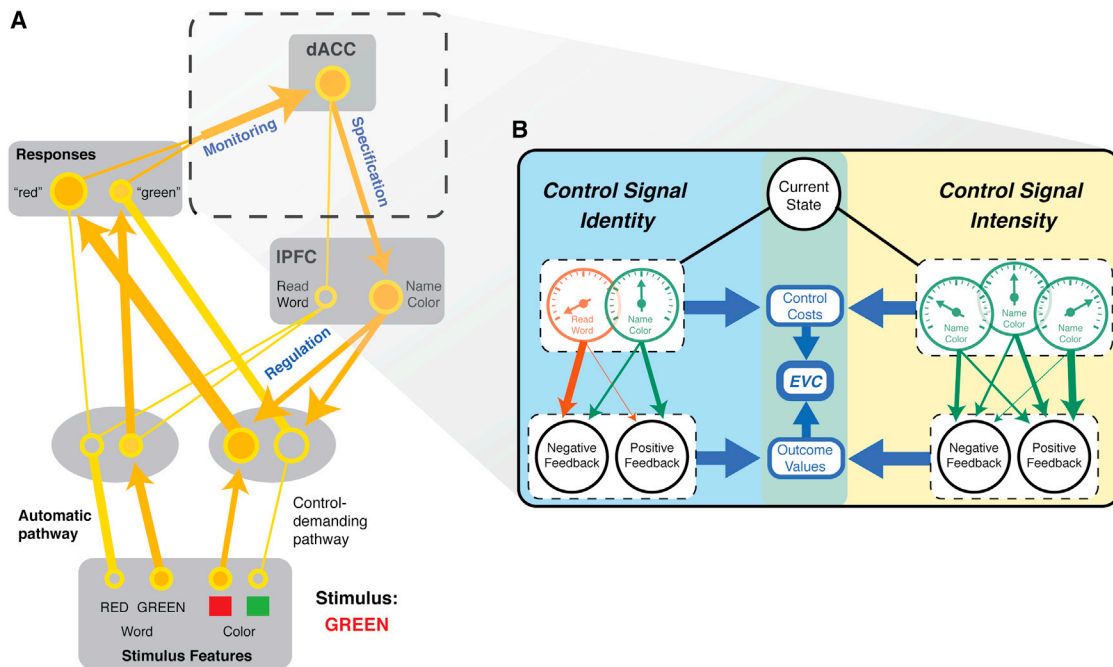 A
dACC
Monitoring
Specification
Responses
"red"
"green"
lPFC
Read
Word
Name
Color
Regulation
Automatic
pathway
Control-
demanding
pathway
RED GREEN
Word
Color
Stimulus Features
Stimulus:
GREEN
B
Control Signal
Identity
Current
State
Control Signal
Intensity
Read
Word
Name
Color
Control
Costs
Name
Color
Name
Color
Name
Color
EVC
Negative
Feedback
Positive
Feedback
Outcome
Values
Negative
Feedback
Positive
Feedback